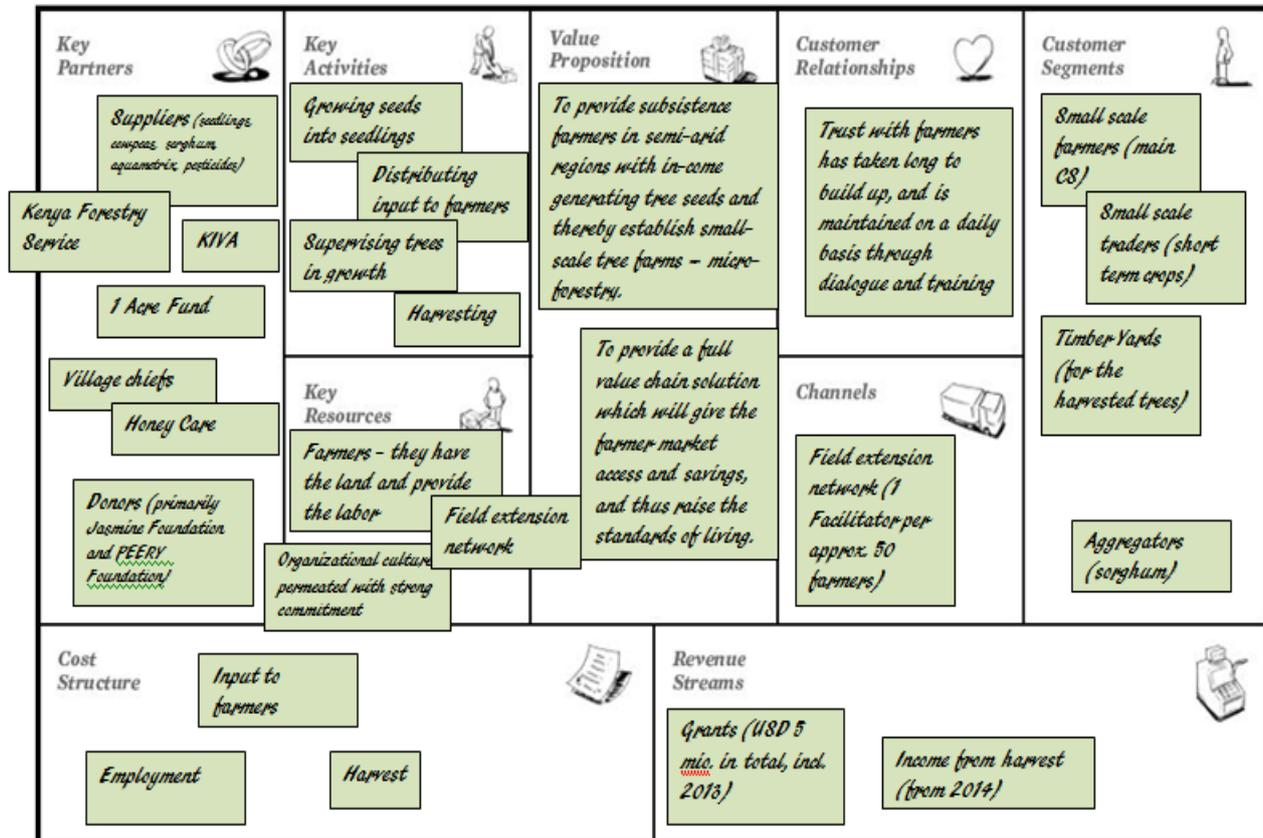 Key
Partners
Suppliers (seedlings,
cowpeas, sorghum,
aquametrix, pesticides)
Kenya Forestry
Service
KIVA
1 Acre Fund
Village chiefs
Honey Care
Donors (primarily
Jasmine Foundation
and PEERY
Foundation)
Key
Activities
Growing seeds
into seedlings
Distributing
input to farmers
Supervising trees
in growth
Harvesting
Key
Resources
Farmers – they have
the land and provide
the labor
Field extension
network
Organizational culture
permeated with strong
commitment
Value
Proposition
To provide subsistence
farmers in semi-arid
regions with in-come
generating tree seeds and
thereby establish small-
scale tree farms – micro-
forestry.
To provide a full
value chain solution
which will give the
farmer market
access and savings,
and thus raise the
standards of living.
Customer
Relationships
Trust with farmers
has taken long to
build up, and is
maintained on a daily
basis through
dialogue and training
Channels
Field extension
network (1
Facilitator per
approx. 50
farmers)
Customer
Segments
Small scale
farmers (main
CS)
Small scale
traders (short
term crops)
Timber Yards
(for the
harvested trees)
Aggregators
(sorghum)
Cost
Structure
Input to
farmers
Employment
Harvest
Revenue
Streams
Grants (USD 5
mio. in total, incl.
2013)
Income from harvest
(from 2014)